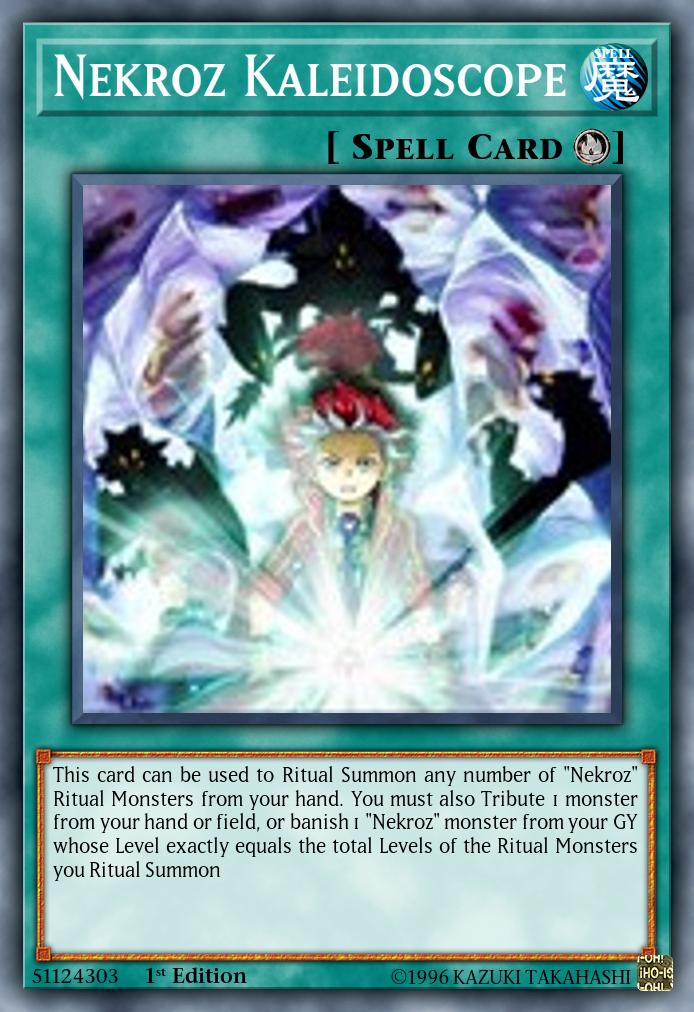 NEKROZ KALEIDOSCOPE
SPELL
魔
[ SPELL CARD ]
This card can be used to Ritual Summon any number of "Nekroz"
Ritual Monsters from your hand. You must also Tribute 1 monster
from your hand or field, or banish 1 "Nekroz" monster from your GY
whose Level exactly equals the total Levels of the Ritual Monsters
you Ritual Summon
51124303 1st Edition ©1996 KAZUKI TAKAHASHI